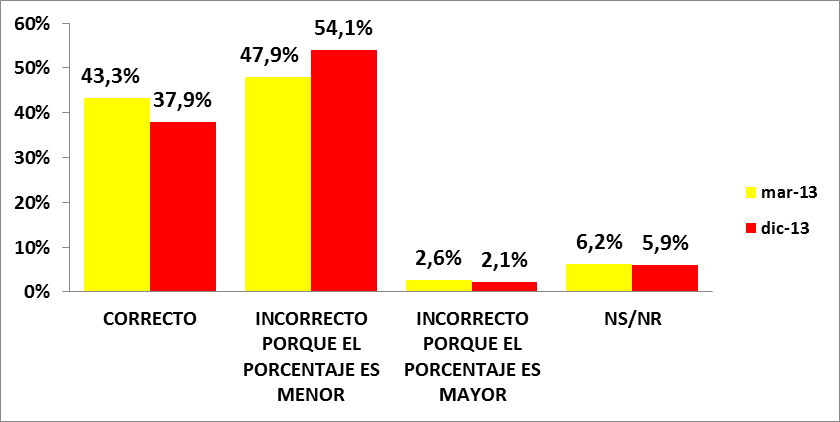 60%
50%
40%
30%
20%
10%
0%
43,3%
37,9%
47,9%
54,1%
2,6%
2,1%
6,2%
5,9%
CORRECTO
INCORRECTO
PORQUE EL
PORCENTAJE ES
MENOR
INCORRECTO
PORQUE EL
PORCENTAJE ES
MAYOR
NS/NR
mar-13
dic-13